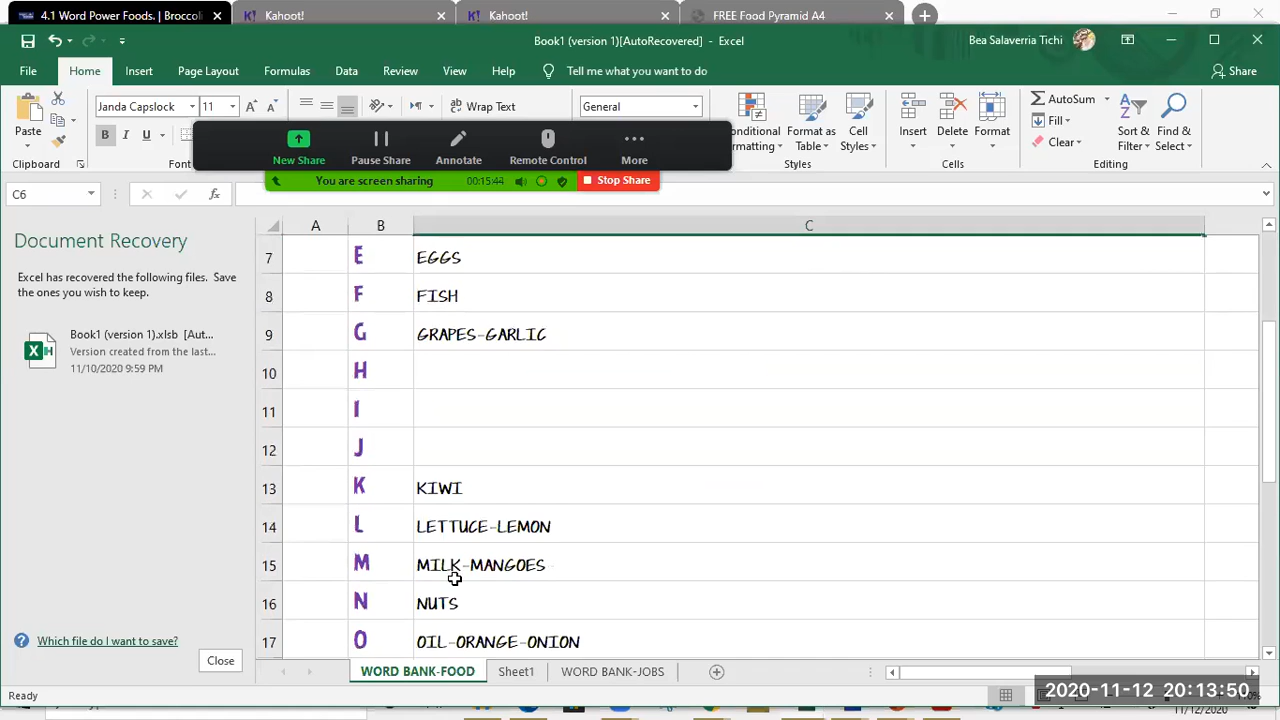 4.1 Word Power Foods. | Broccoli
Kahoot!
Kahoot!
FREE Food Pyramid A4
Book1 (version 1)[AutoRecovered] - Excel
Bea Salaverria Tichi
File
Home
Insert
Page Layout
Formulas
Data
Review
View
Help
Tell me what you want to do
Share
Paste
Janda Capslock
11
A
A
Wrap Text
General
B
I
U
Conditional
Formatting
Format as
Table
Cell
Styles
Insert
Delete
Format
AutoSum
Fill
Clear
Sort &
Filter
Find &
Select
Clipboard
Font
Styles
Cells
Editing
New Share
Pause Share
Annotate
Remote Control
More
You are screen sharing
00:15:44
Stop Share
C6
fx
Document Recovery
Excel has recovered the following files. Save
the ones you wish to keep.
Book1 (version 1).xlsb [Aut...
Version created from the last...
11/10/2020 9:59 PM
Which file do I want to save?
Close
A B C
7 E EGGS
8 F FISH
9 G GRAPES-GARLIC
10 H
11 I
12 J
13 K KIWI
14 L LETTUCE-LEMON
15 M MILK-MANGOES
16 N NUTS
17 O OIL-ORANGE-ONION
WORD BANK-FOOD
Sheet1
WORD BANK-JOBS
Ready
2020-11-12 20:13:50
11/12/2020